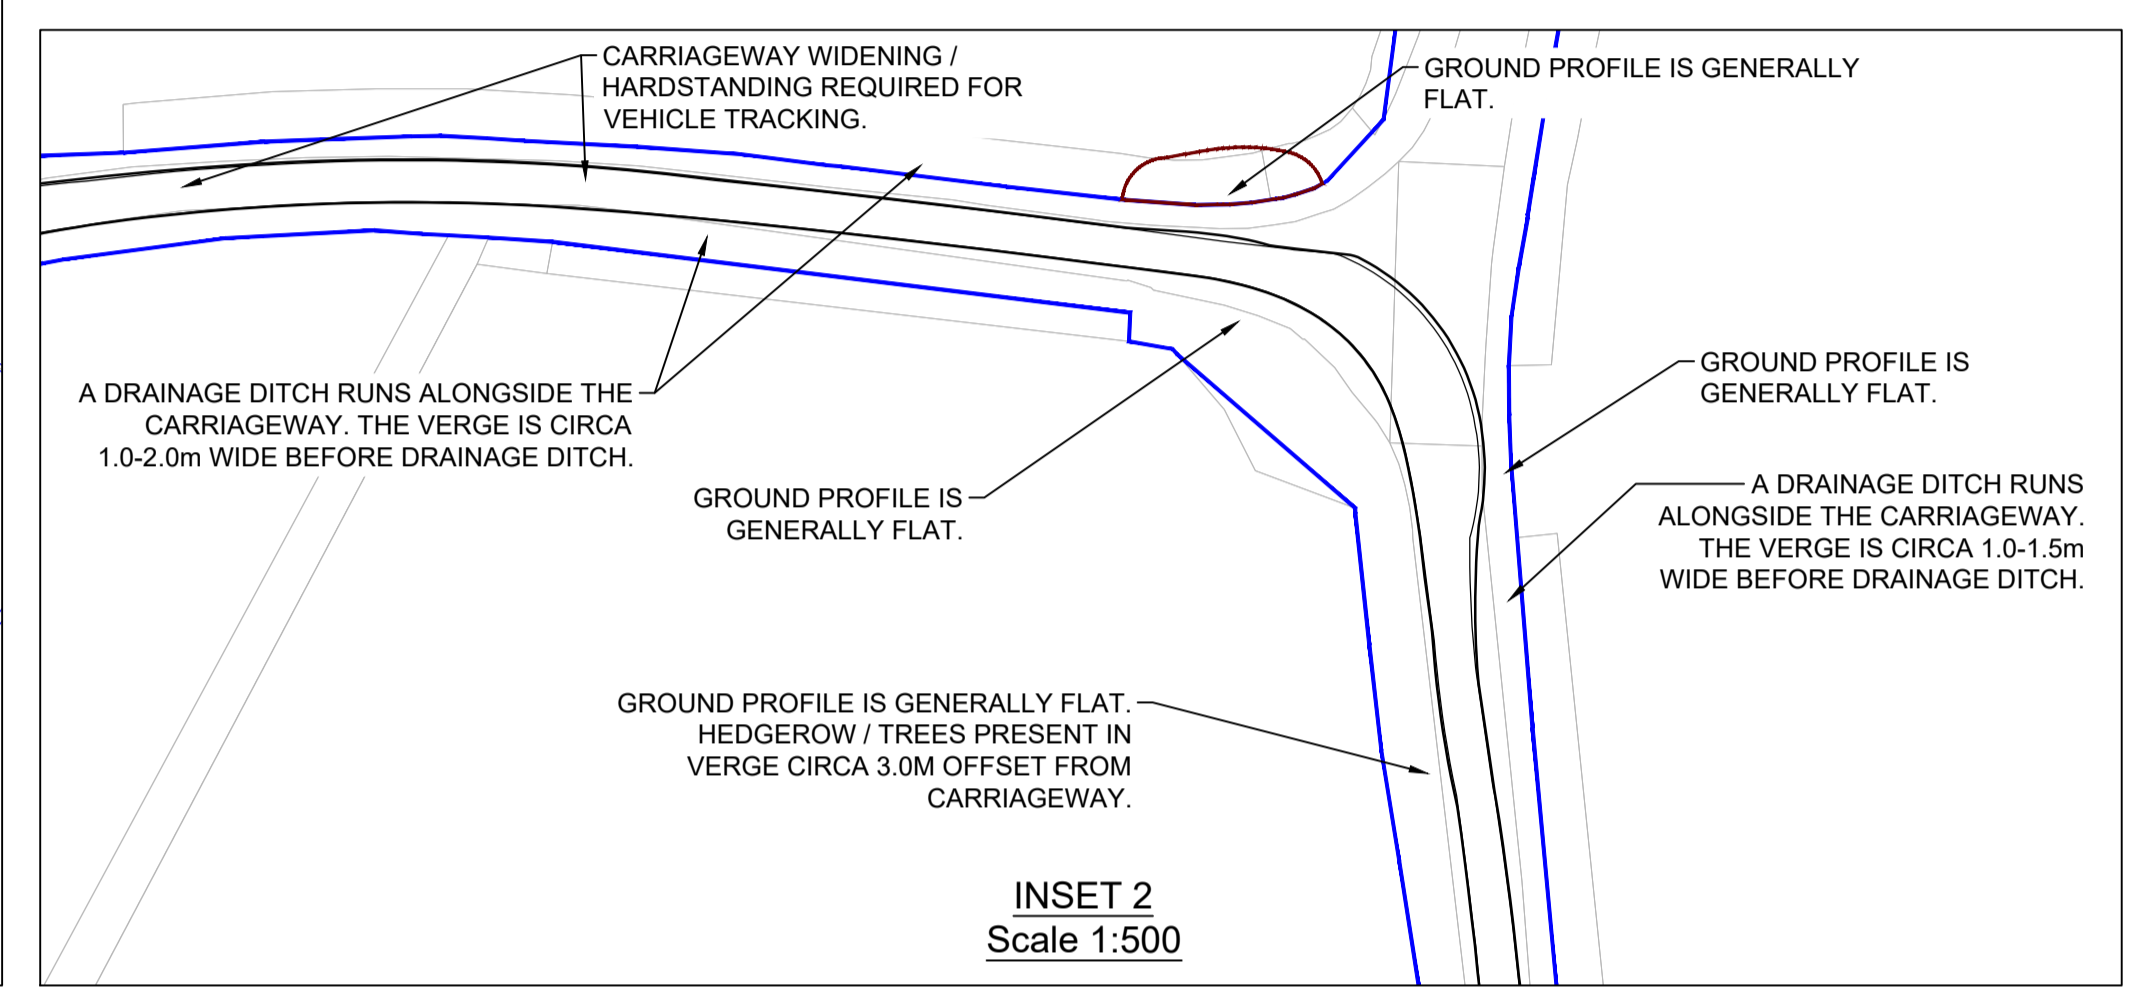 CARRIAGEWAY WIDENING /
HARDSTANDING REQUIRED FOR
VEHICLE TRACKING.
GROUND PROFILE IS GENERALLY
FLAT.
A DRAINAGE DITCH RUNS ALONGSIDE THE
CARRIAGEWAY. THE VERGE IS CIRCA
1.0-2.0m WIDE BEFORE DRAINAGE DITCH.
GROUND PROFILE IS
GENERALLY FLAT.
GROUND PROFILE IS
GENERALLY FLAT.
A DRAINAGE DITCH RUNS
ALONGSIDE THE CARRIAGEWAY.
THE VERGE IS CIRCA 1.0-1.5m
WIDE BEFORE DRAINAGE DITCH.
GROUND PROFILE IS GENERALLY FLAT.
HEDGEROW / TREES PRESENT IN
VERGE CIRCA 3.0M OFFSET FROM
CARRIAGEWAY.
INSET 2
Scale 1:500